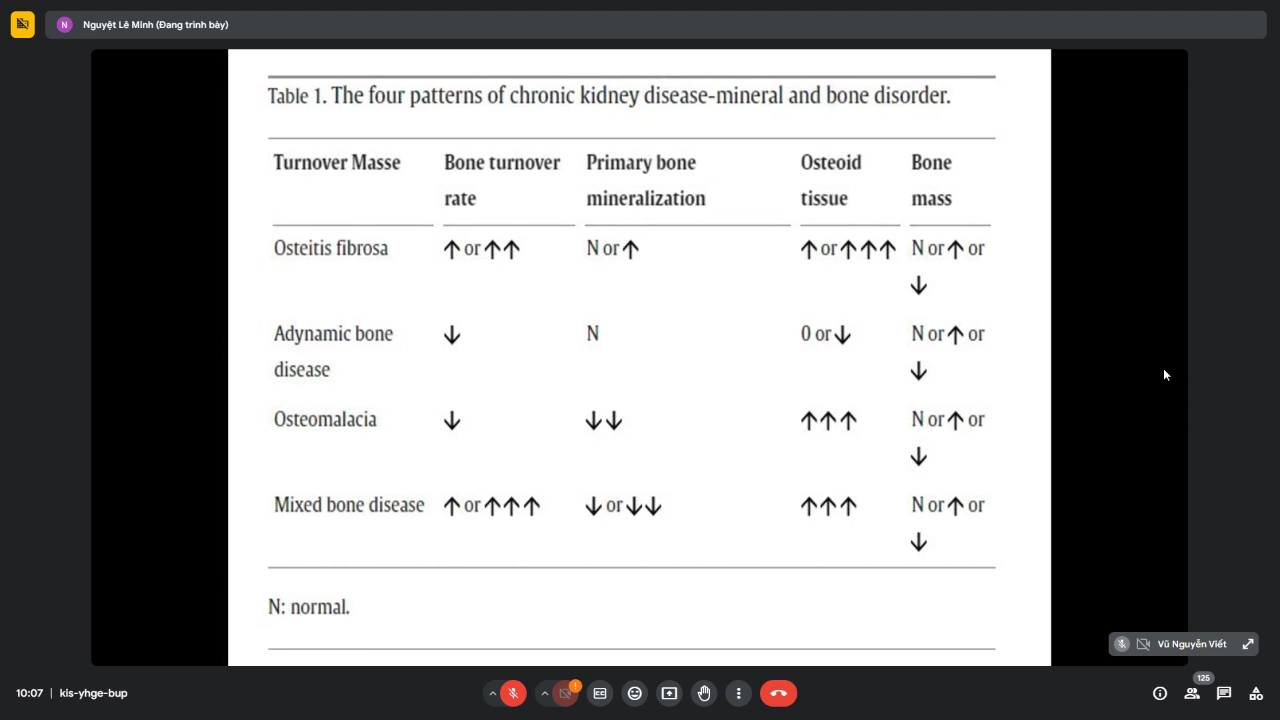 N Nguyệt Lê Minh (Đang trình bày)
Table 1. The four patterns of chronic kidney disease-mineral and bone disorder.
Turnover Masse Bone turnover rate Primary bone mineralization Osteoid tissue Bone mass
Osteitis fibrosa ↑ or ↑↑ N or ↑ ↑ or ↑↑↑ N or ↑ or ↓
Adynamic bone disease ↓ N 0 or ↓ N or ↑ or ↓
Osteomalacia ↓ ↓↓ ↑↑↑ N or ↑ or ↓
Mixed bone disease ↑ or ↑↑↑ ↓ or ↓↓ ↑↑↑ N or ↑ or ↓
N: normal.
Vũ Nguyễn Viết
10:07 | kis-yhge-bup
!
CC
125